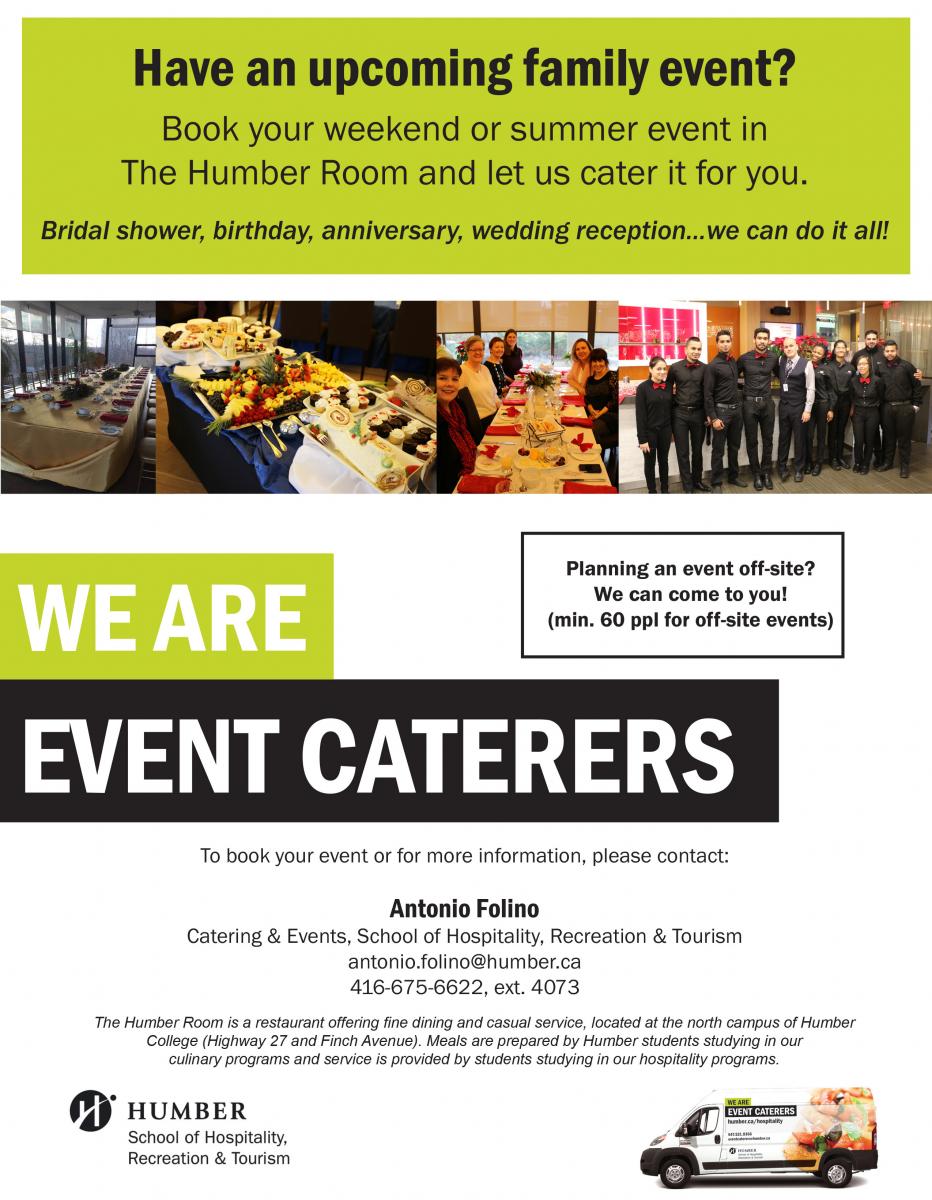 Have an upcoming family event?
Book your weekend or summer event in
The Humber Room and let us cater it for you.
Bridal shower, birthday, anniversary, wedding reception...we can do it all!
Planning an event off-site?
We can come to you!
(min. 60 ppl for off-site events)
WE ARE
EVENT CATERERS
To book your event or for more information, please contact:
Antonio Folino
Catering & Events, School of Hospitality, Recreation & Tourism
antonio.folino@humber.ca
416-675-6622, ext. 4073
The Humber Room is a restaurant offering fine dining and casual service, located at the north campus of Humber
College (Highway 27 and Finch Avenue). Meals are prepared by Humber students studying in our
culinary programs and service is provided by students studying in our hospitality programs.
HUMBER
School of Hospitality,
Recreation & Tourism
WE ARE
EVENT CATERERS
humber.ca/hospitality
HUMBER
School of Hospitality
Recreation & Tourism